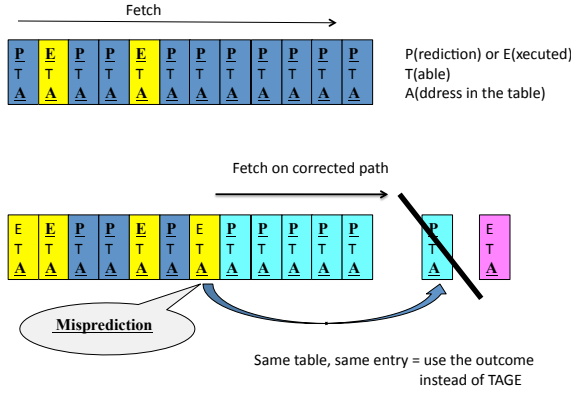 Fetch
P E P P E P P P P P P P
T T T T T T T T T T T T
A A A A A A A A A A A A
P(rediction) or E(xecuted)
T(able)
A(ddress in the table)
Fetch on corrected path
E E P P E P E P P P P P P E
T T T T T T T T T T T T T T
A A A A A A A A A A A A A A
Misprediction
Same table, same entry = use the outcome
instead of TAGE